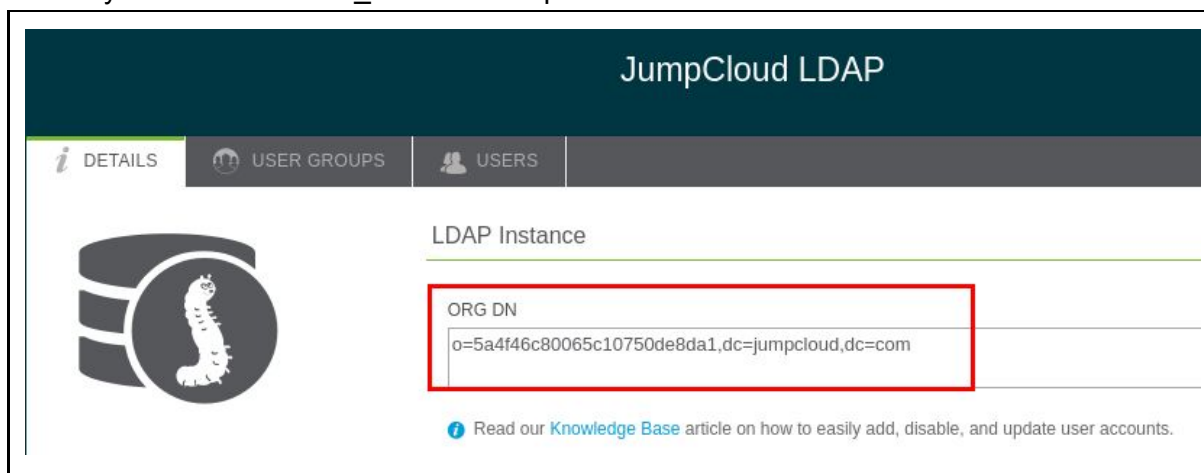 JumpCloud LDAP
DETAILS USER GROUPS USERS
LDAP Instance
ORG DN
o=5a4f46c80065c10750de8da1,dc=jumpcloud,dc=com
Read our Knowledge Base article on how to easily add, disable, and update user accounts.